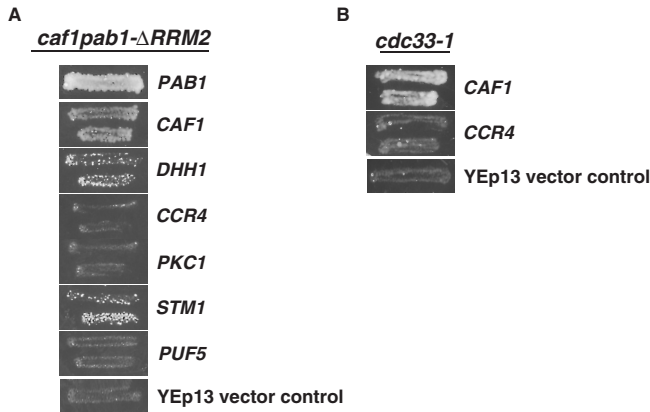 A
caf1pab1-ΔRRM2
PAB1
CAF1
DHH1
CCR4
PKC1
STM1
PUF5
YEp13 vector control
B
cdc33-1
CAF1
CCR4
YEp13 vector control